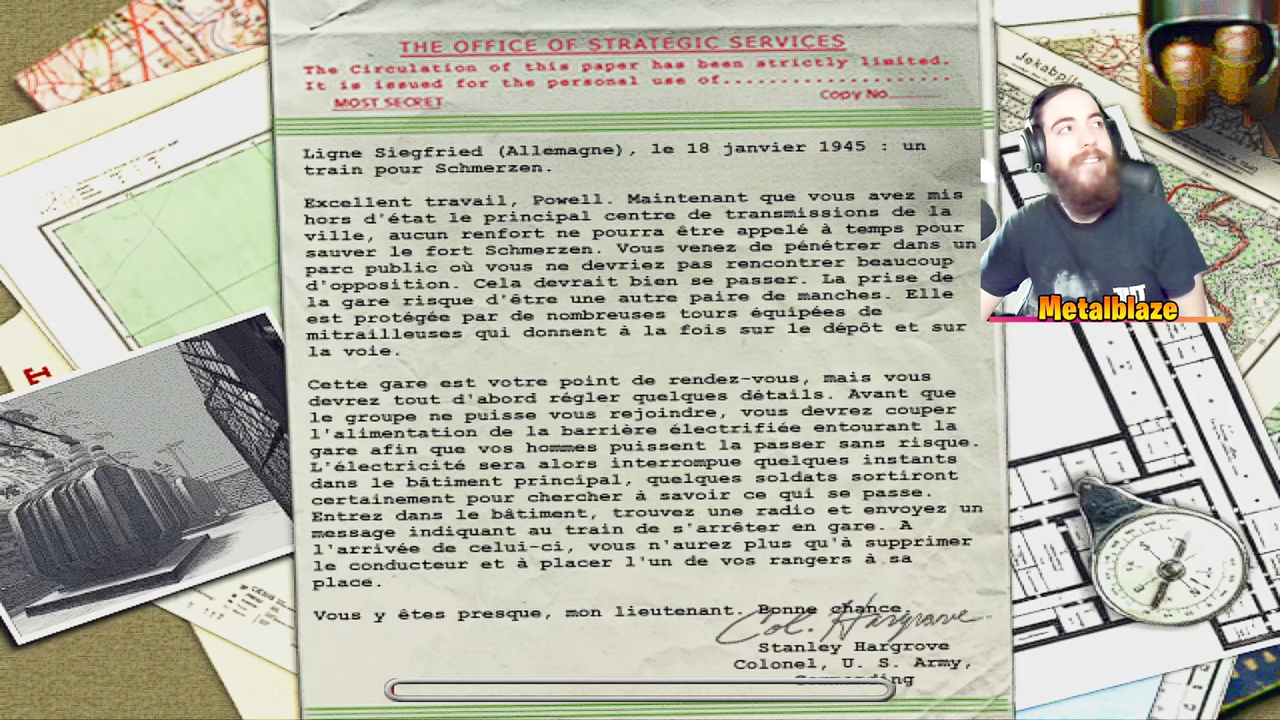 THE OFFICE OF STRATEGIC SERVICES
The Circulation of this paper has been strictly limited.
It is issued for the personal use of......................
MOST SECRET
Copy No.______
Ligne Siegfried (Allemagne), le 18 janvier 1945 : un
train pour Schmerzen.
Excellent travail, Powell. Maintenant que vous avez mis
hors d'état le principal centre de transmissions de la
ville, aucun renfort ne pourra être appelé à temps pour
sauver le fort Schmerzen. Vous venez de pénétrer dans un
parc public où vous ne devriez pas rencontrer beaucoup
d'opposition. Cela devrait bien se passer. La prise de
la gare risque d'être une autre paire de manches. Elle
est protégée par de nombreuses tours équipées de
mitrailleuses qui donnent à la fois sur le dépôt et sur
la voie.
Cette gare est votre point de rendez-vous, mais vous
devrez tout d'abord régler quelques détails. Avant que
le groupe ne puisse vous rejoindre, vous devrez couper
l'alimentation de la barrière électrifiée entourant la
gare afin que vos hommes puissent la passer sans risque.
L'électricité sera alors interrompue quelques instants
dans le bâtiment principal, quelques soldats sortiront
certainement pour chercher à savoir ce qui se passe.
Entrez dans le bâtiment, trouvez une radio et envoyez un
message indiquant au train de s'arrêter en gare. A
l'arrivée de celui-ci, vous n'aurez plus qu'à supprimer
le conducteur et à placer l'un de vos rangers à sa
place.
Vous y êtes presque, mon lieutenant. Bonne chance.
Col. Hargrove
Stanley Hargrove
Colonel, U. S. Army,
Commanding
Jekabpils
Metalblaze